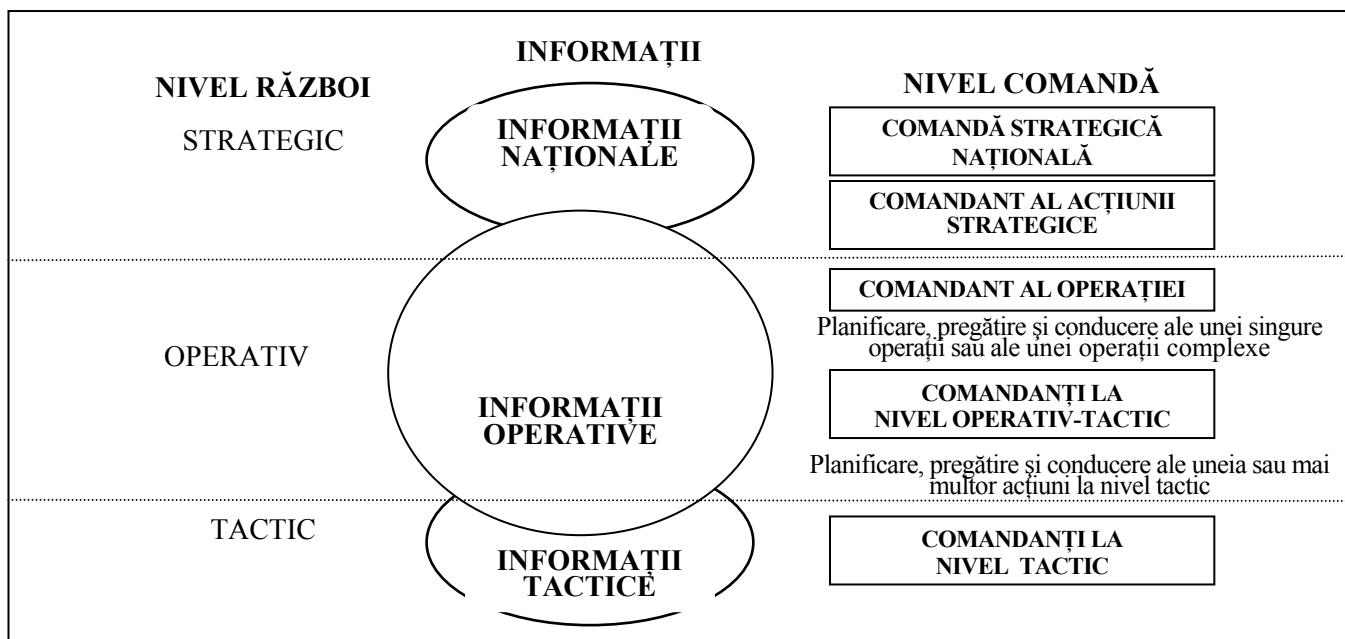 INFORMAȚII
NIVEL RĂZBOI
NIVEL COMANDĂ
STRATEGIC
INFORMAȚII
NAȚIONALE
COMANDĂ STRATEGICĂ
NAȚIONALĂ
COMANDANT AL ACȚIUNII
STRATEGICE
OPERATIV
INFORMAȚII
OPERATIVE
COMANDANT AL OPERAȚIEI
Planificare, pregătire și conducere ale unei singure
operații sau ale unei operații complexe
COMANDANȚI LA
NIVEL OPERATIV-TACTIC
Planificare, pregătire și conducere ale uneia sau mai
multor acțiuni la nivel tactic
TACTIC
INFORMAȚII
TACTICE
COMANDANȚI LA
NIVEL TACTIC